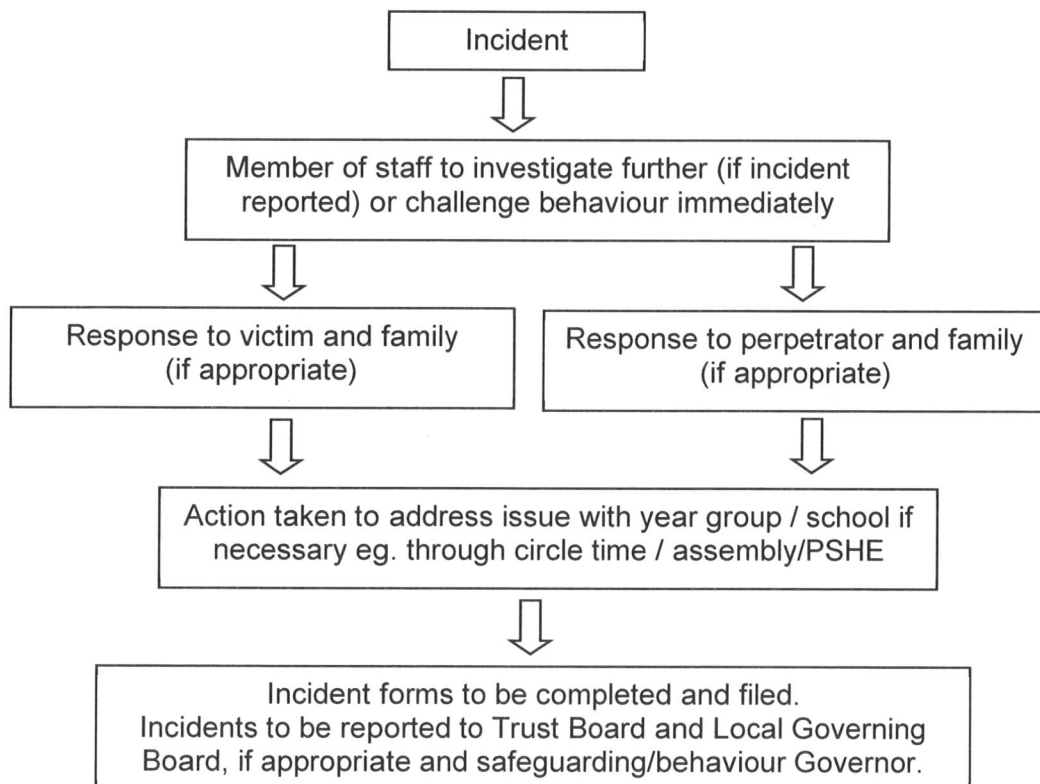 Incident
Member of staff to investigate further (if incident
reported) or challenge behaviour immediately
Response to victim and family
(if appropriate)
Response to perpetrator and family
(if appropriate)
Action taken to address issue with year group / school if
necessary eg. through circle time / assembly/PSHE
Incident forms to be completed and filed.
Incidents to be reported to Trust Board and Local Governing
Board, if appropriate and safeguarding/behaviour Governor.